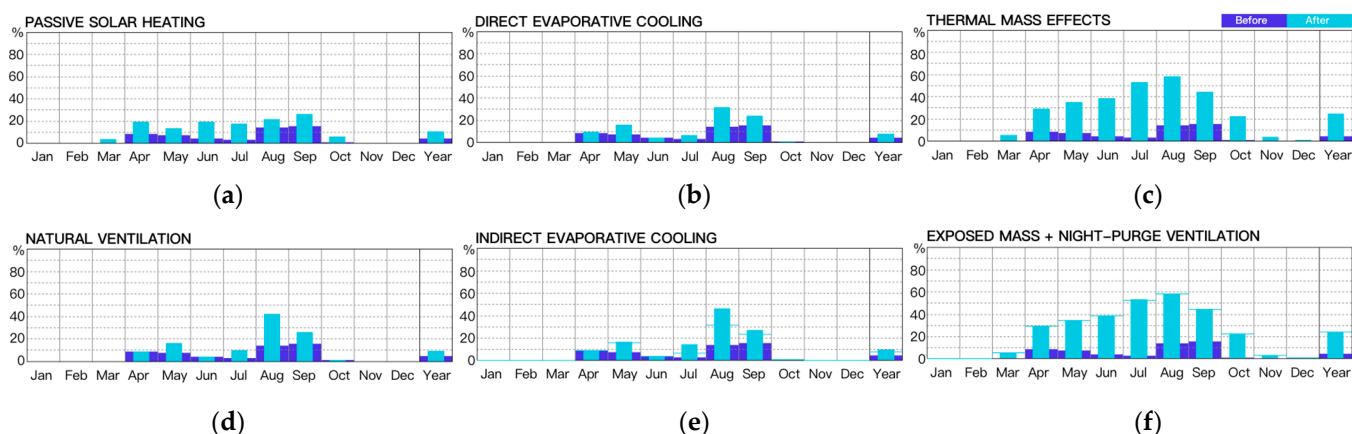 PASSIVE SOLAR HEATING
%
80
60
40
20
0
Jan Feb Mar Apr May Jun Jul Aug Sep Oct Nov Dec Year
(a)
DIRECT EVAPORATIVE COOLING
%
80
60
40
20
0
Jan Feb Mar Apr May Jun Jul Aug Sep Oct Nov Dec Year
(b)
THERMAL MASS EFFECTS
Before After
%
80
60
40
20
0
Jan Feb Mar Apr May Jun Jul Aug Sep Oct Nov Dec Year
(c)
NATURAL VENTILATION
%
80
60
40
20
0
Jan Feb Mar Apr May Jun Jul Aug Sep Oct Nov Dec Year
(d)
INDIRECT EVAPORATIVE COOLING
%
80
60
40
20
0
Jan Feb Mar Apr May Jun Jul Aug Sep Oct Nov Dec Year
(e)
EXPOSED MASS + NIGHT-PURGE VENTILATION
%
80
60
40
20
0
Jan Feb Mar Apr May Jun Jul Aug Sep Oct Nov Dec Year
(f)